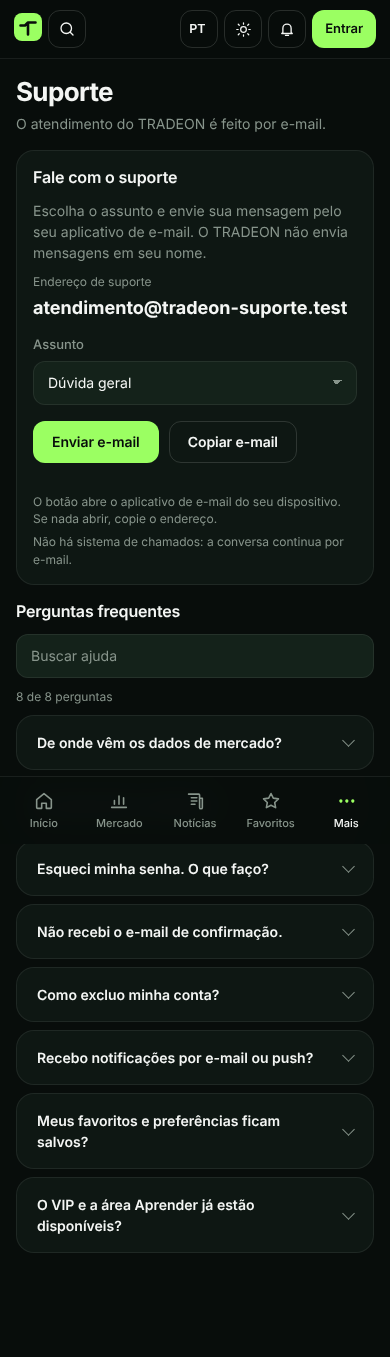 PT
Entrar
Suporte
O atendimento do TRADEON é feito por e-mail.
Fale com o suporte
Escolha o assunto e envie sua mensagem pelo
seu aplicativo de e-mail. O TRADEON não envia
mensagens em seu nome.
Endereço de suporte
atendimento@tradeon-suporte.test
Assunto
Dúvida geral
Enviar e-mail
Copiar e-mail
O botão abre o aplicativo de e-mail do seu dispositivo.
Se nada abrir, copie o endereço.
Não há sistema de chamados: a conversa continua por
e-mail.
Perguntas frequentes
Buscar ajuda
8 de 8 perguntas
De onde vêm os dados de mercado?
Início
Mercado
Notícias
Favoritos
Mais
Esqueci minha senha. O que faço?
Não recebi o e-mail de confirmação.
Como excluo minha conta?
Recebo notificações por e-mail ou push?
Meus favoritos e preferências ficam
salvos?
O VIP e a área Aprender já estão
disponíveis?